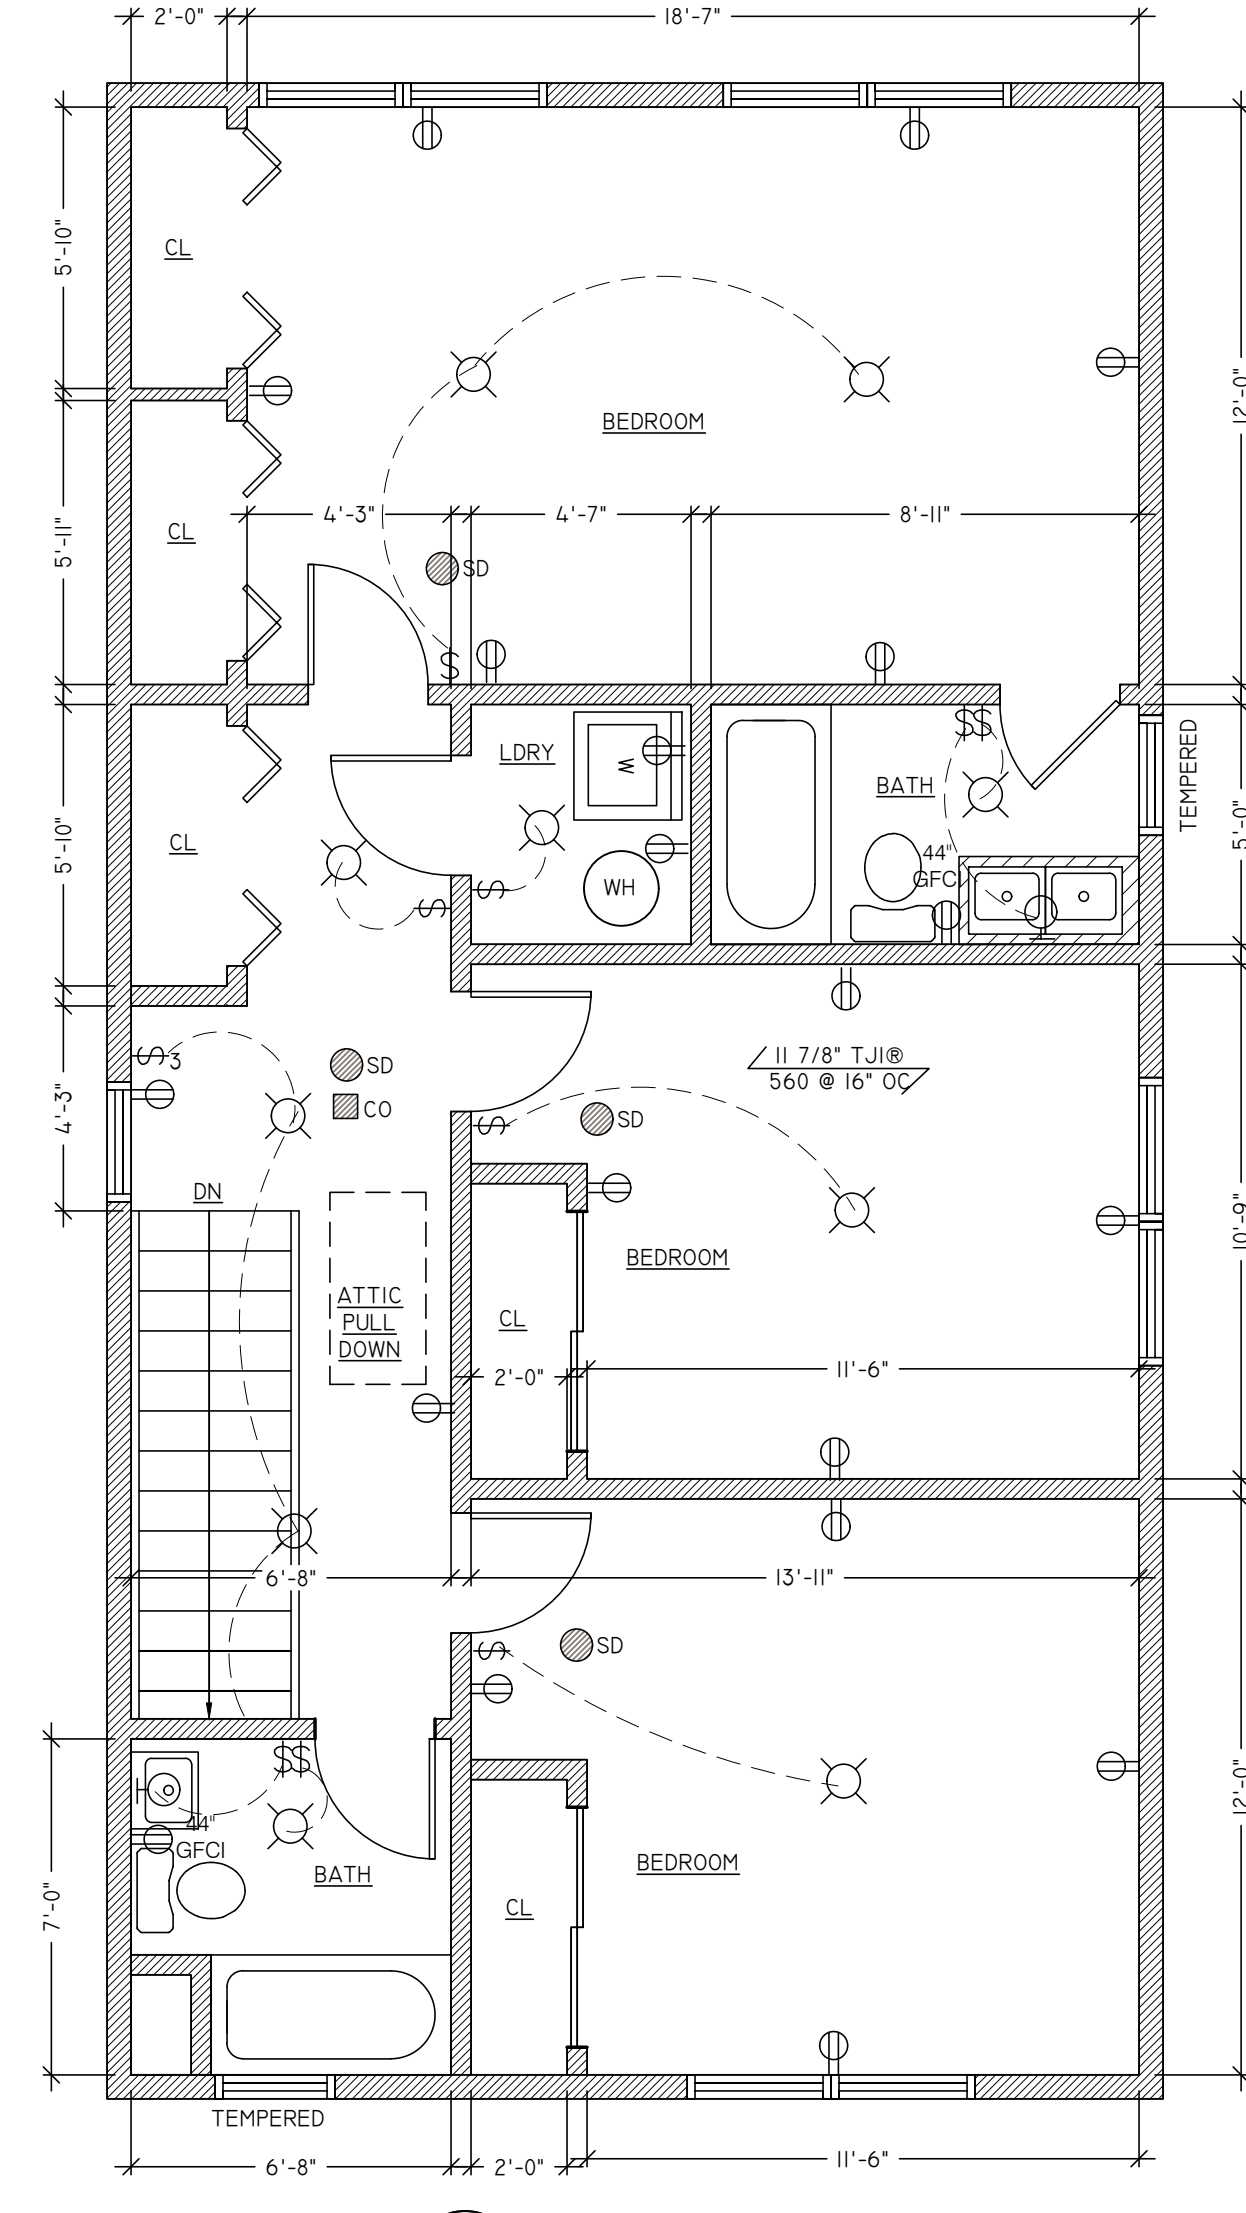 2'-0"
18'-7"
5'-10"
CL
12'-0"
BEDROOM
5'-11"
CL
4'-3"
4'-7"
8'-11"
SD
$
5'-10"
CL
LDRY
W
WH
$
$
$$
BATH
44"
GFCI
TEMPERED
5'-0"
4'-3"
$3
SD
CO
11 7/8" TJI®
560 @ 16" OC
$
SD
DN
ATTIC
PULL
DOWN
CL
BEDROOM
10'-9"
2'-0"
11'-6"
6'-8"
13'-11"
$
SD
7'-0"
$$
44"
GFCI
BATH
CL
BEDROOM
12'-0"
TEMPERED
6'-8"
2'-0"
11'-6"